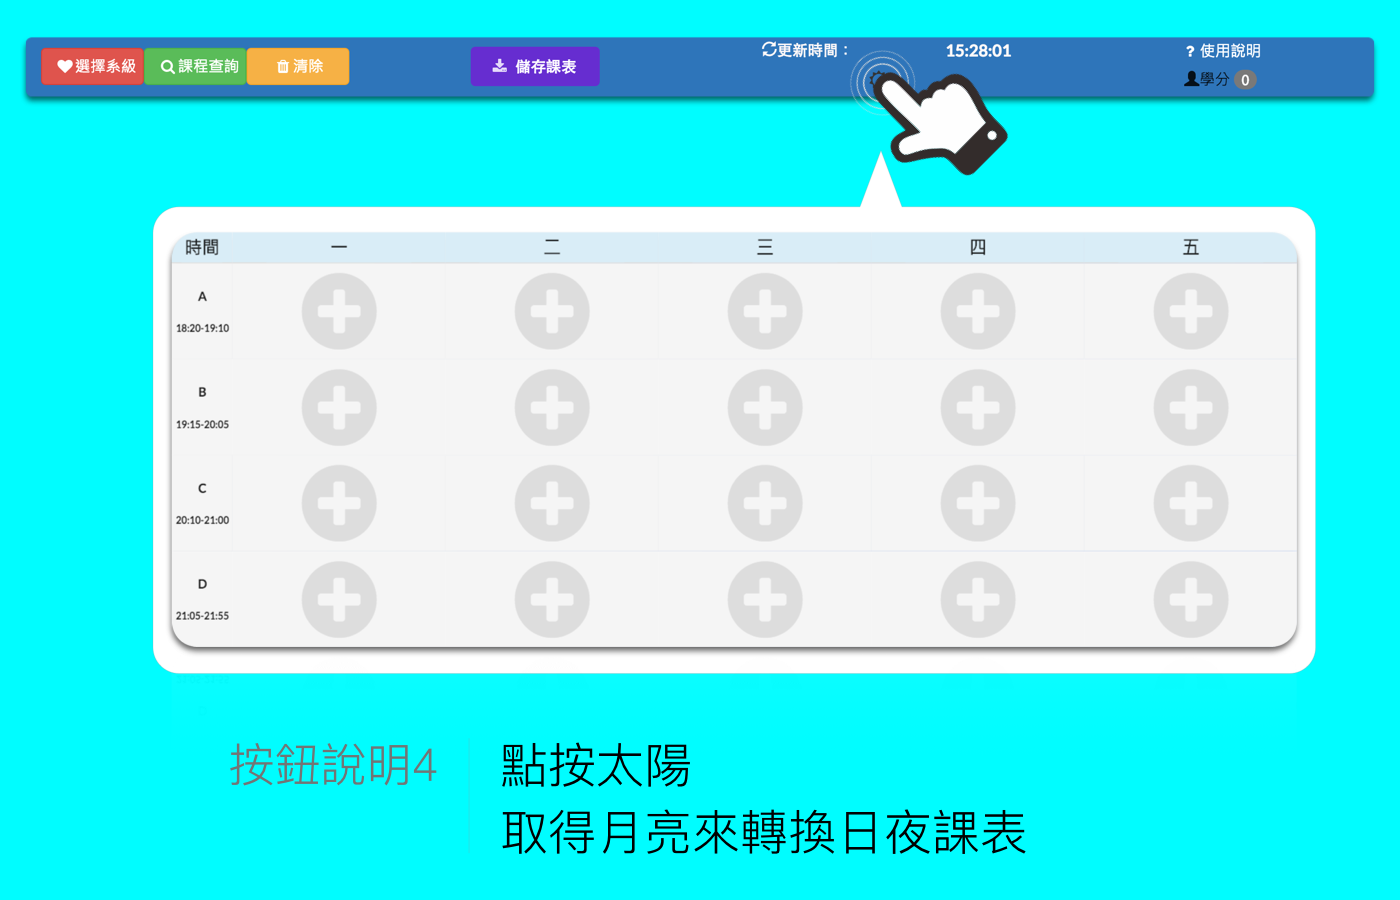 選擇系級 課程查詢 清除 儲存課表 更新時間： 15:28:01 ? 使用說明
學分 0
時間 一 二 三 四 五
A
18:20-19:10
B
19:15-20:05
C
20:10-21:00
D
21:05-21:55
按鈕說明4
點按太陽
取得月亮來轉換日夜課表